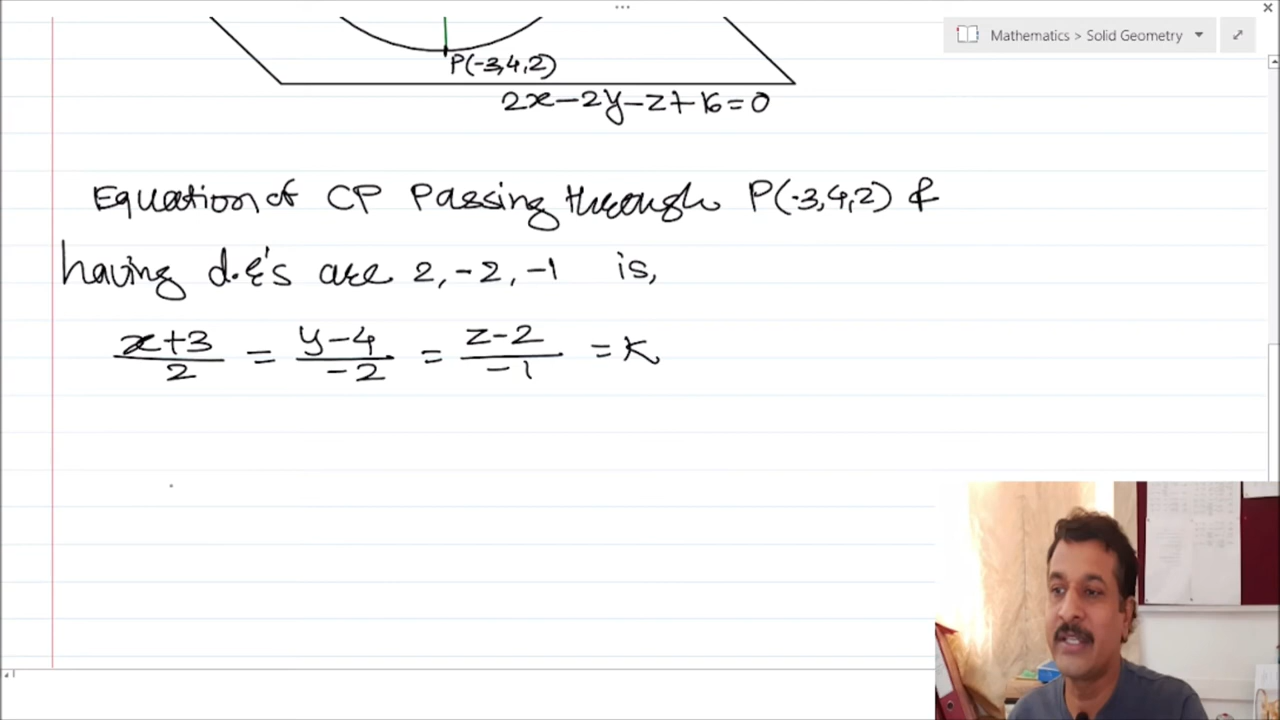 Mathematics > Solid Geometry
P(-3,4,2)
2x-2y-z+16=0
Equation of CP Passing through P(-3,4,2) &
having d.r's are 2, -2, -1 is,
x+3/2 = y-4/-2 = z-2/-1 = K